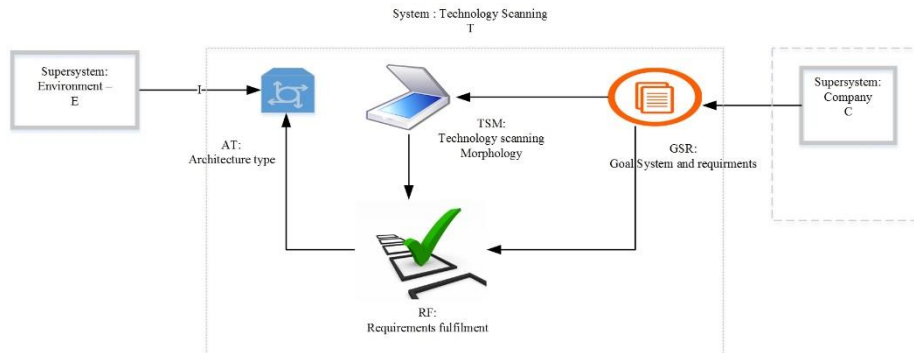 System : Technology Scanning
T
Supersystem:
Environment –
E
I
AT:
Architecture type
TSM:
Technology scanning
Morphology
GSR:
Goal System and requirments
Supersystem:
Company
C
RF:
Requirements fulfilment